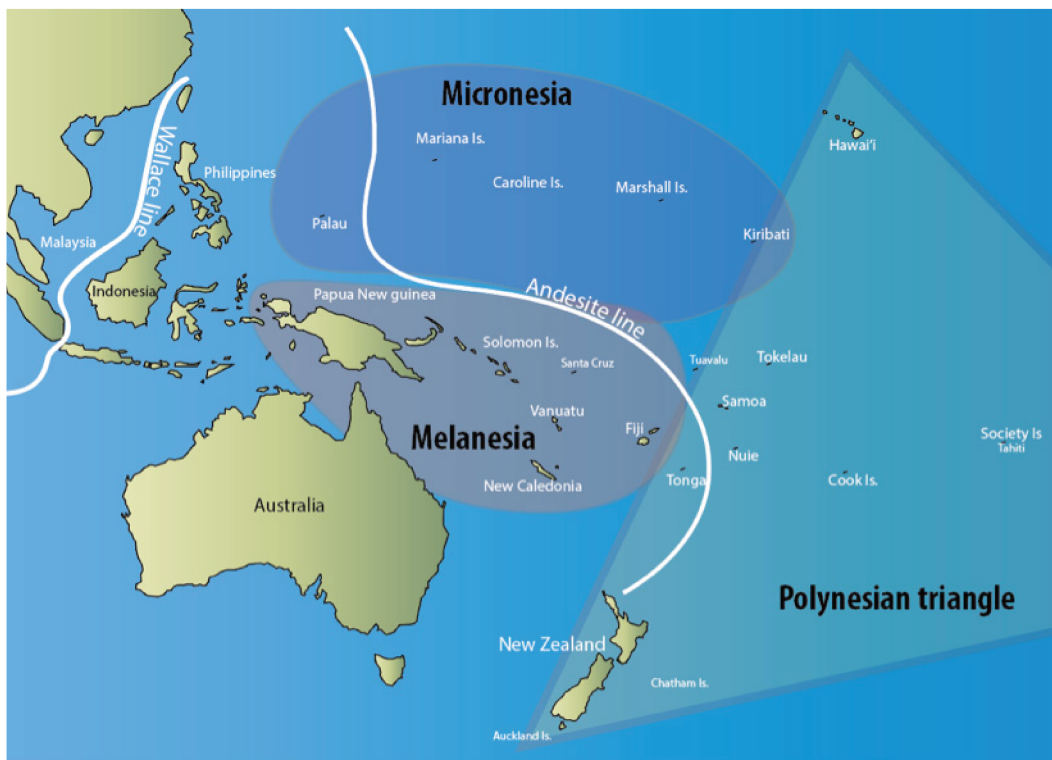 Micronesia
Wallace line
Mariana Is.
Hawai'i
Philippines
Caroline Is.
Marshall Is.
Palau
Kiribati
Malaysia
Indonesia
Papua New guinea
Andesite line
Solomon Is.
Santa Cruz
Tuavalu
Tokelau
Vanuatu
Samoa
Fiji
Melanesia
Society Is
Tahiti
Nuie
Tonga
Cook Is.
New Caledonia
Australia
Polynesian triangle
New Zealand
Chatham Is.
Auckland Is.